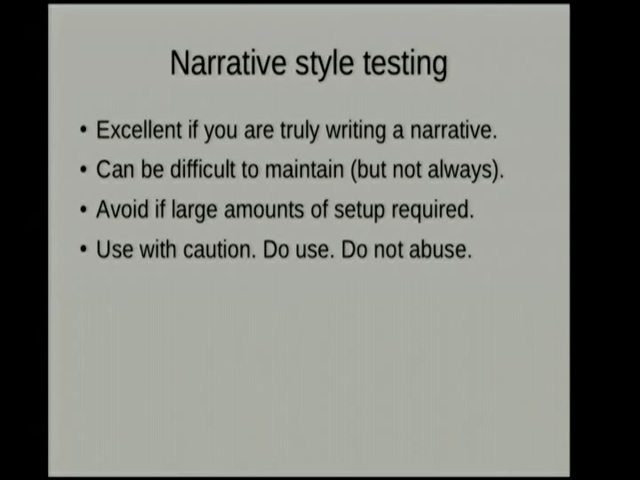 Narrative style testing
• Excellent if you are truly writing a narrative.
• Can be difficult to maintain (but not always).
• Avoid if large amounts of setup required.
• Use with caution. Do use. Do not abuse.